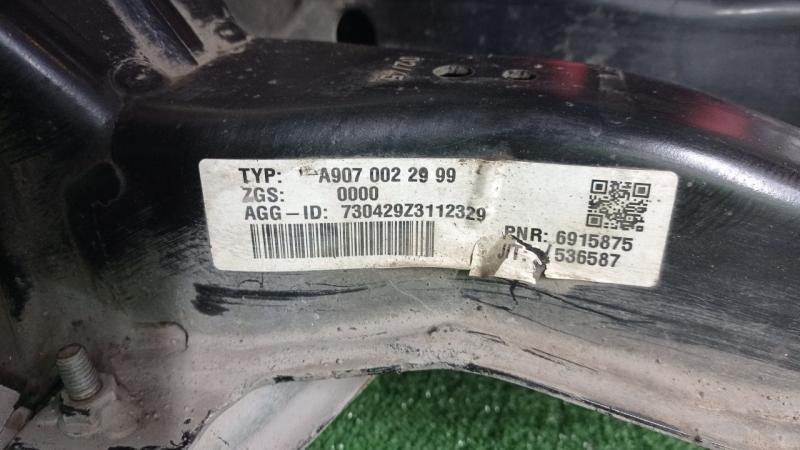 TYP: A907 002 29 99
ZGS: 0000
AGG-ID: 730429Z3112329
PNR: 6915875
536587